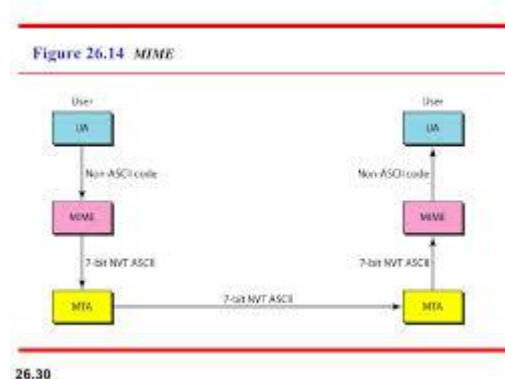 Figure 26.14 MIME
User
User
UA
UA
Non-ASCII code
Non-ASCII code
MIME
MIME
7-bit NVT ASCII
7-bit NVT ASCII
MTA
7-bit NVT ASCII
MTA
26.30